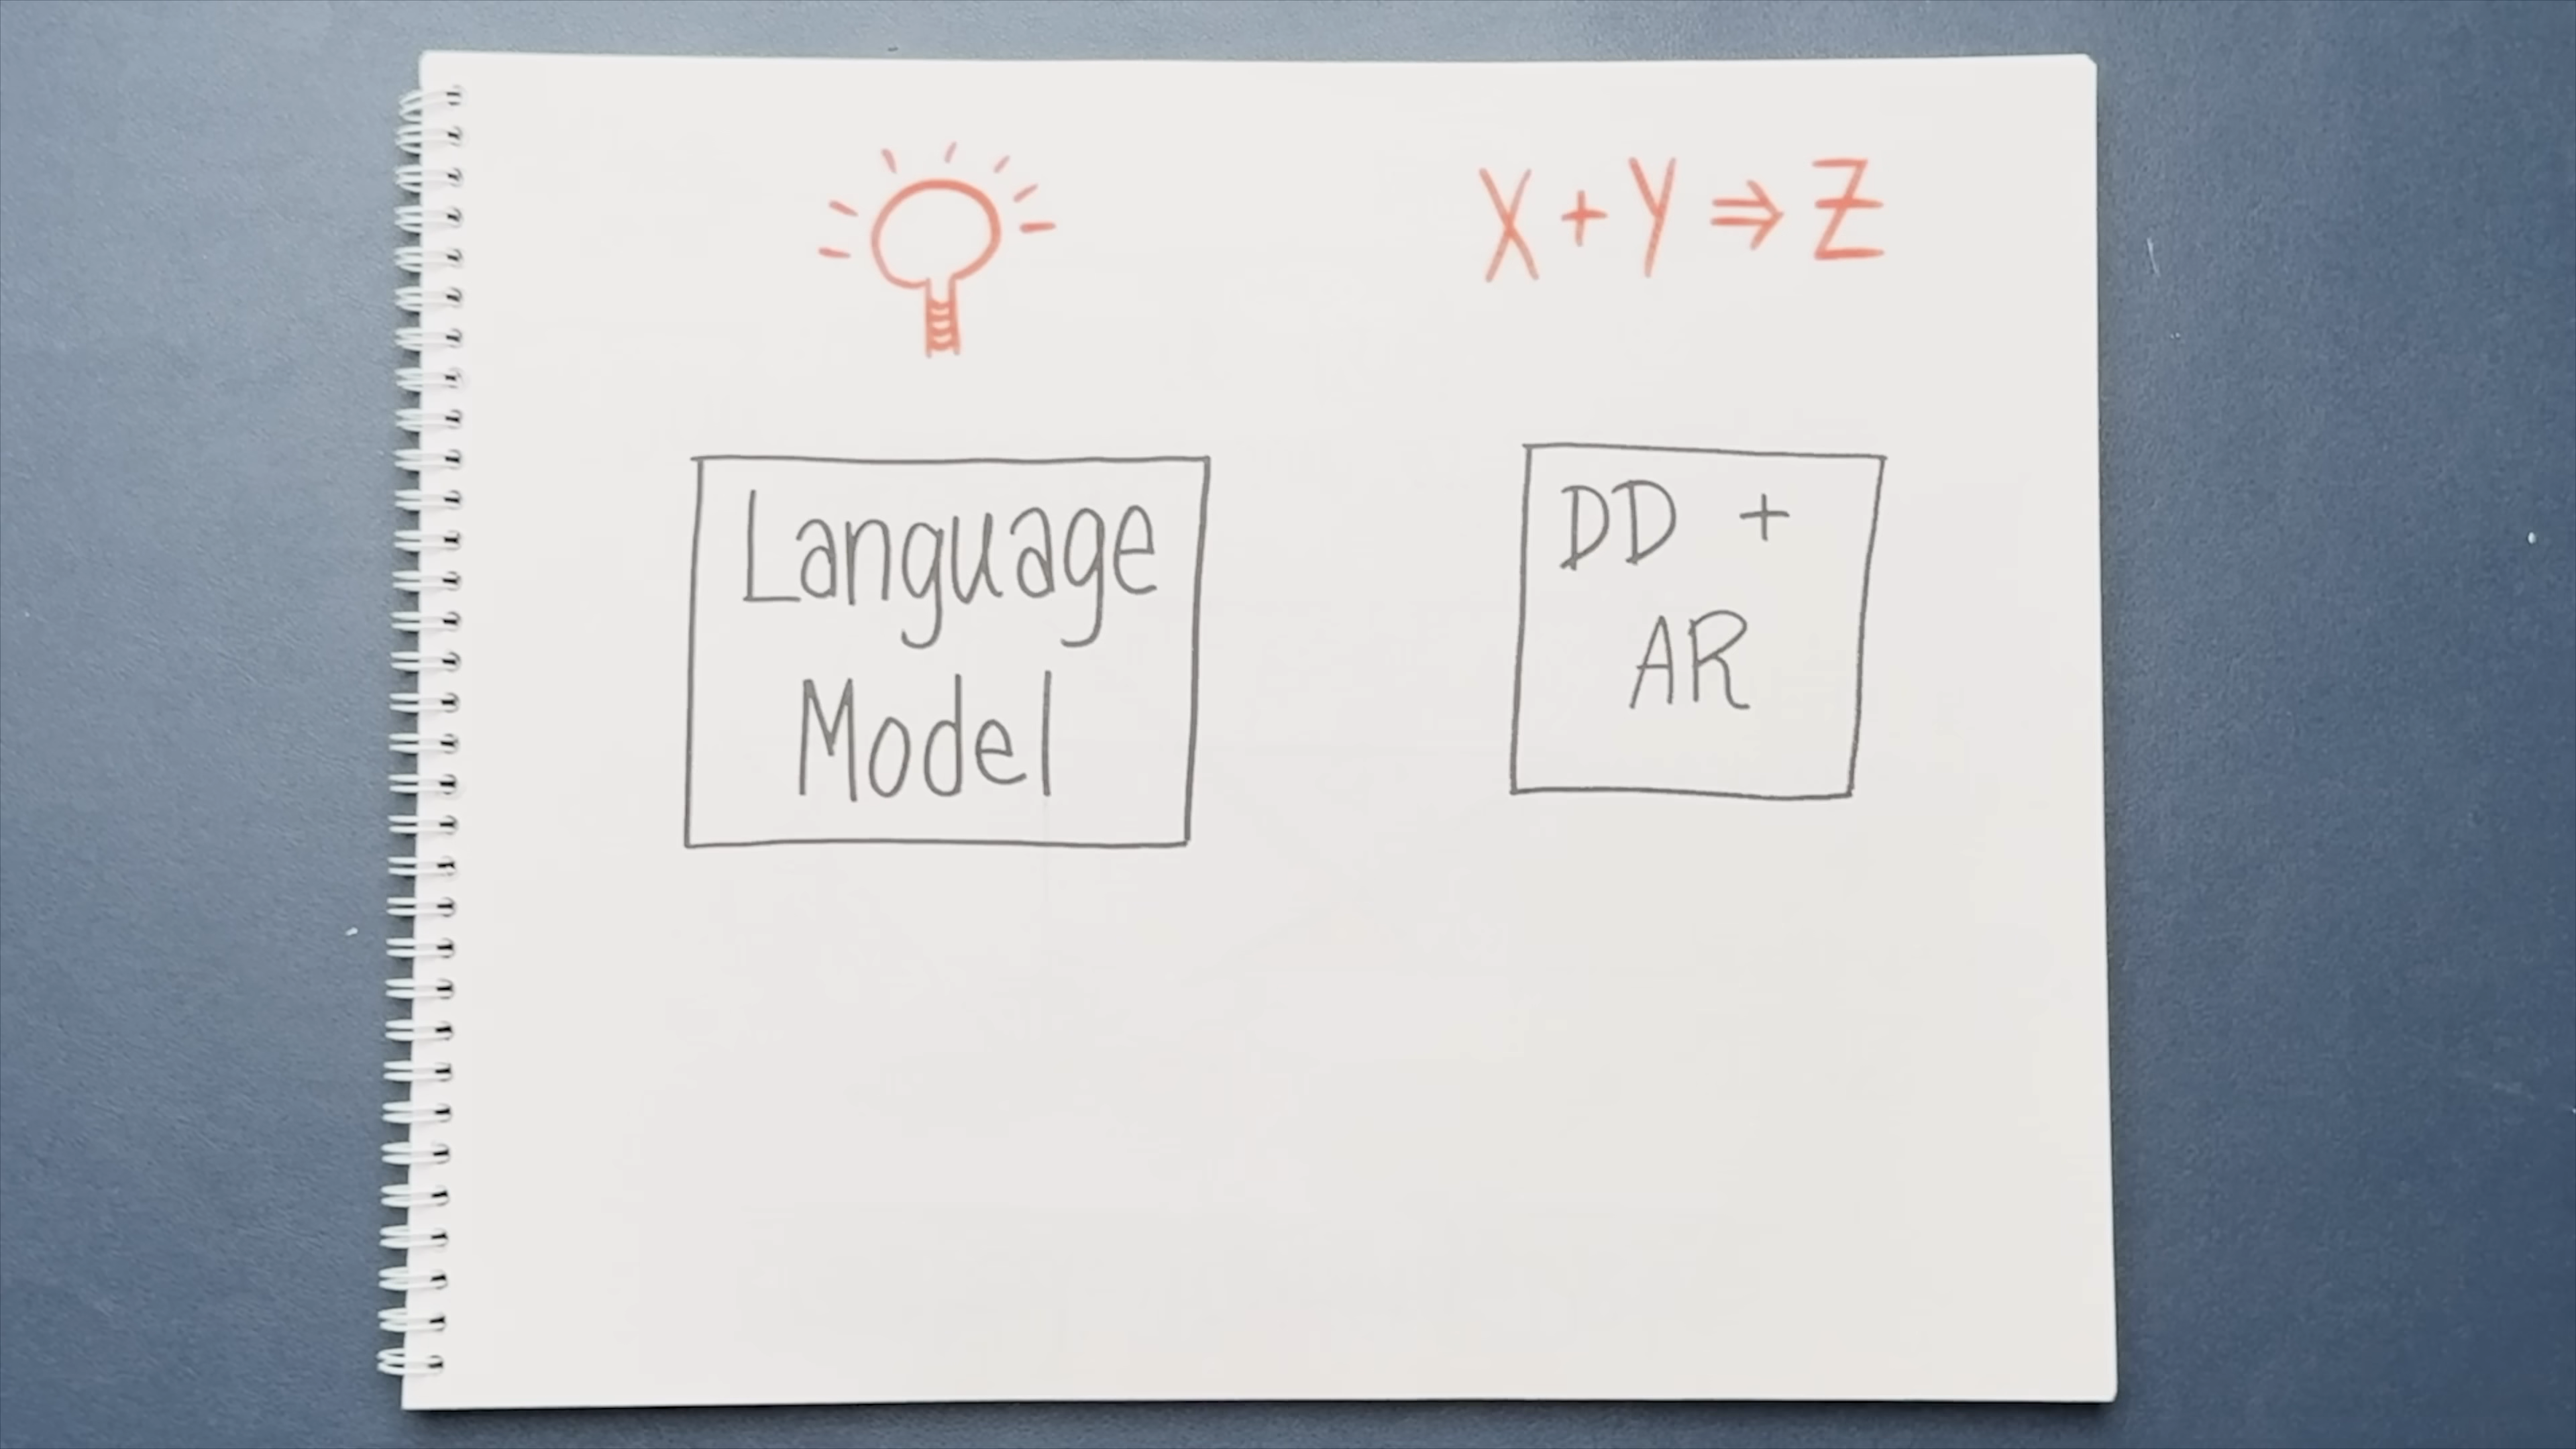 X + Y ⇒ Z
Language
Model
DD +
AR